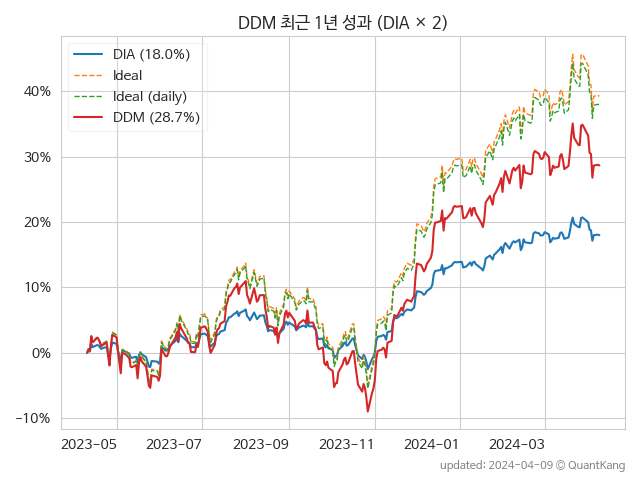 DDM 최근 1년 성과 (DIA × 2)
DIA (18.0%)
Ideal
Ideal (daily)
DDM (28.7%)
40%
30%
20%
10%
0%
−10%
2023-05
2023-07
2023-09
2023-11
2024-01
2024-03
updated: 2024-04-09 © QuantKang